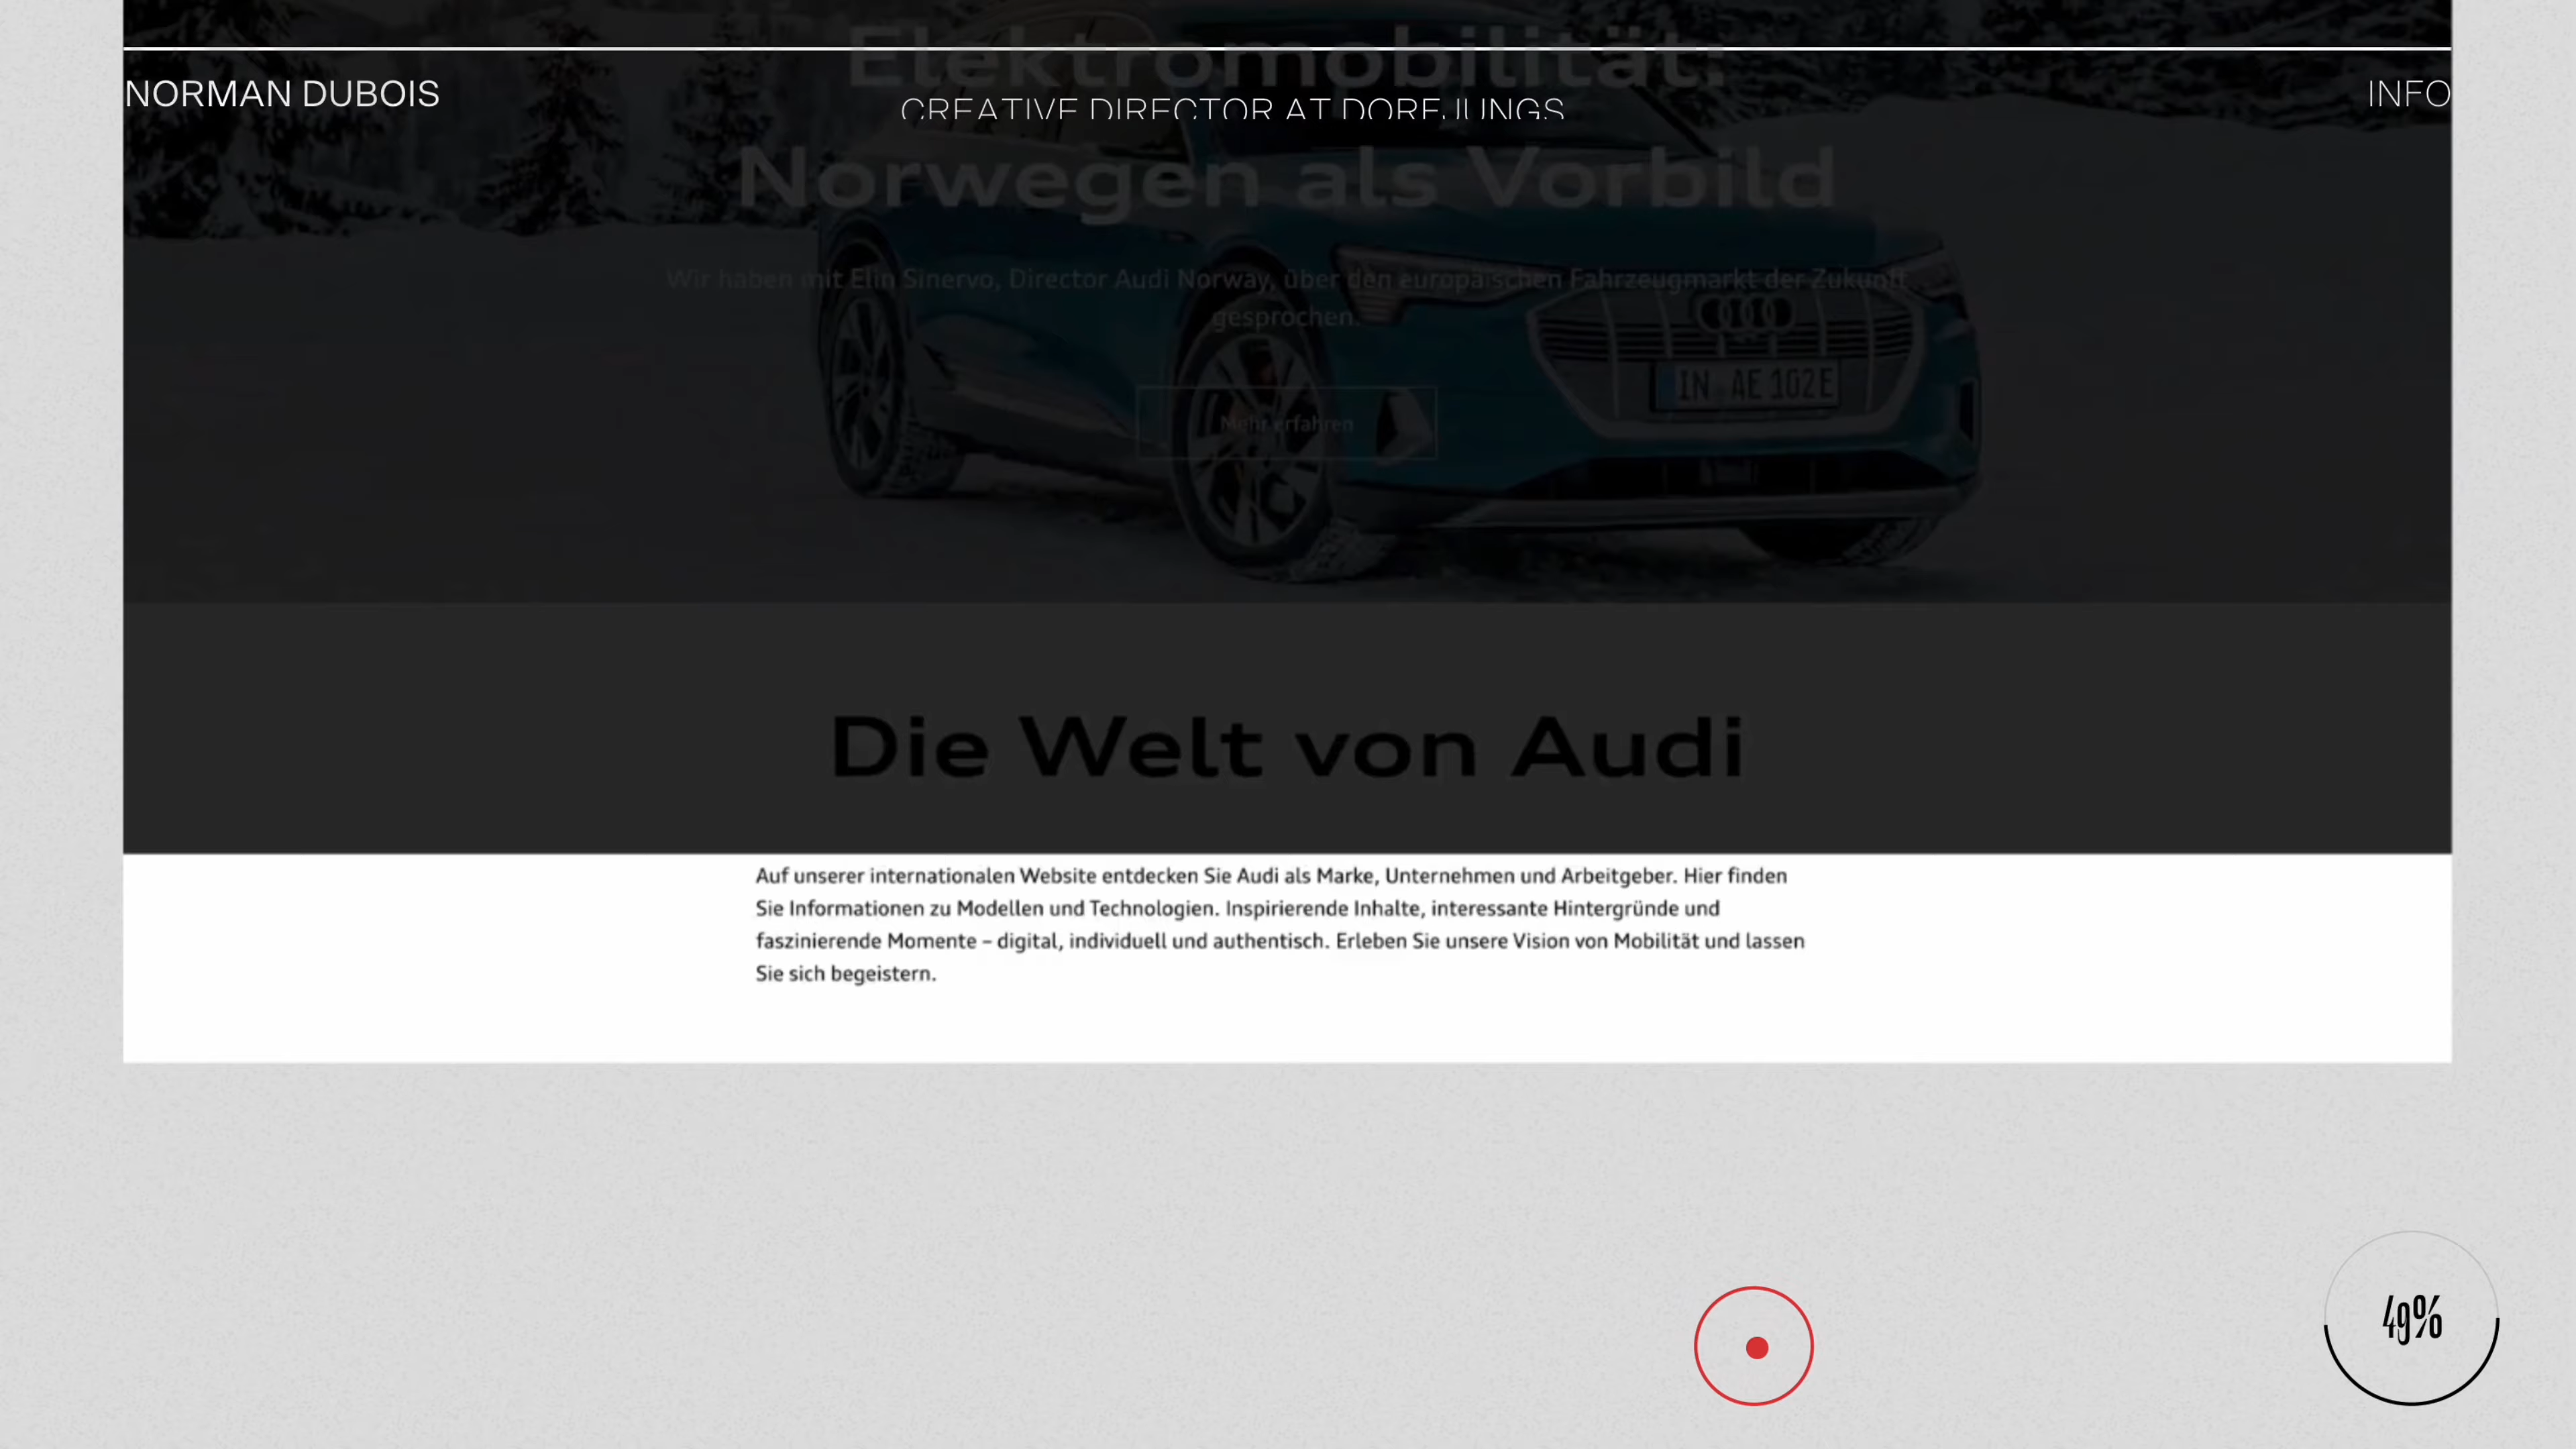 Elektromobilität:
NORMAN DUBOIS
CREATIVE DIRECTOR AT DOREJUNGS
INFO
Norwegen als Vorbild
Wir haben mit Elin Sinervo, Director Audi Norway, über den europäischen Fahrzeugmarkt der Zukunft
gesprochen.
IN AE 102E
Mehr erfahren
Die Welt von Audi
Auf unserer internationalen Website entdecken Sie Audi als Marke, Unternehmen und Arbeitgeber. Hier finden
Sie Informationen zu Modellen und Technologien. Inspirierende Inhalte, interessante Hintergründe und
faszinierende Momente – digital, individuell und authentisch. Erleben Sie unsere Vision von Mobilität und lassen
Sie sich begeistern.
49%